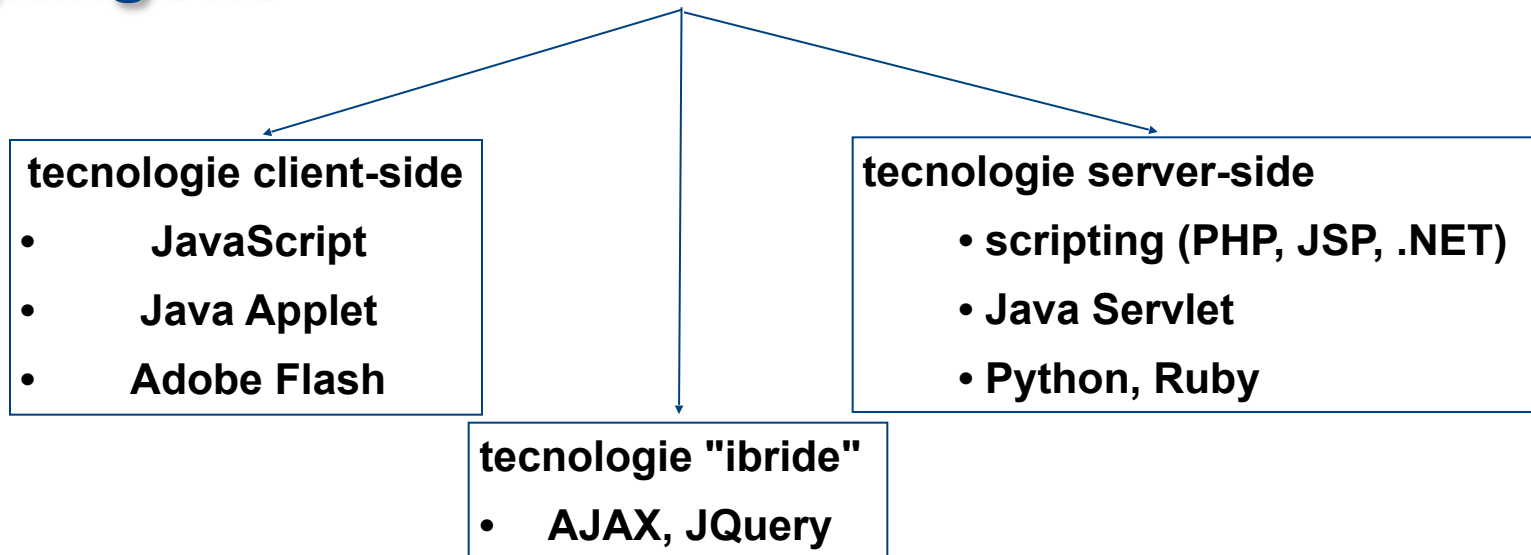 tecnologie client-side
• JavaScript
• Java Applet
• Adobe Flash
tecnologie server-side
• scripting (PHP, JSP, .NET)
• Java Servlet
• Python, Ruby
tecnologie "ibride"
• AJAX, JQuery